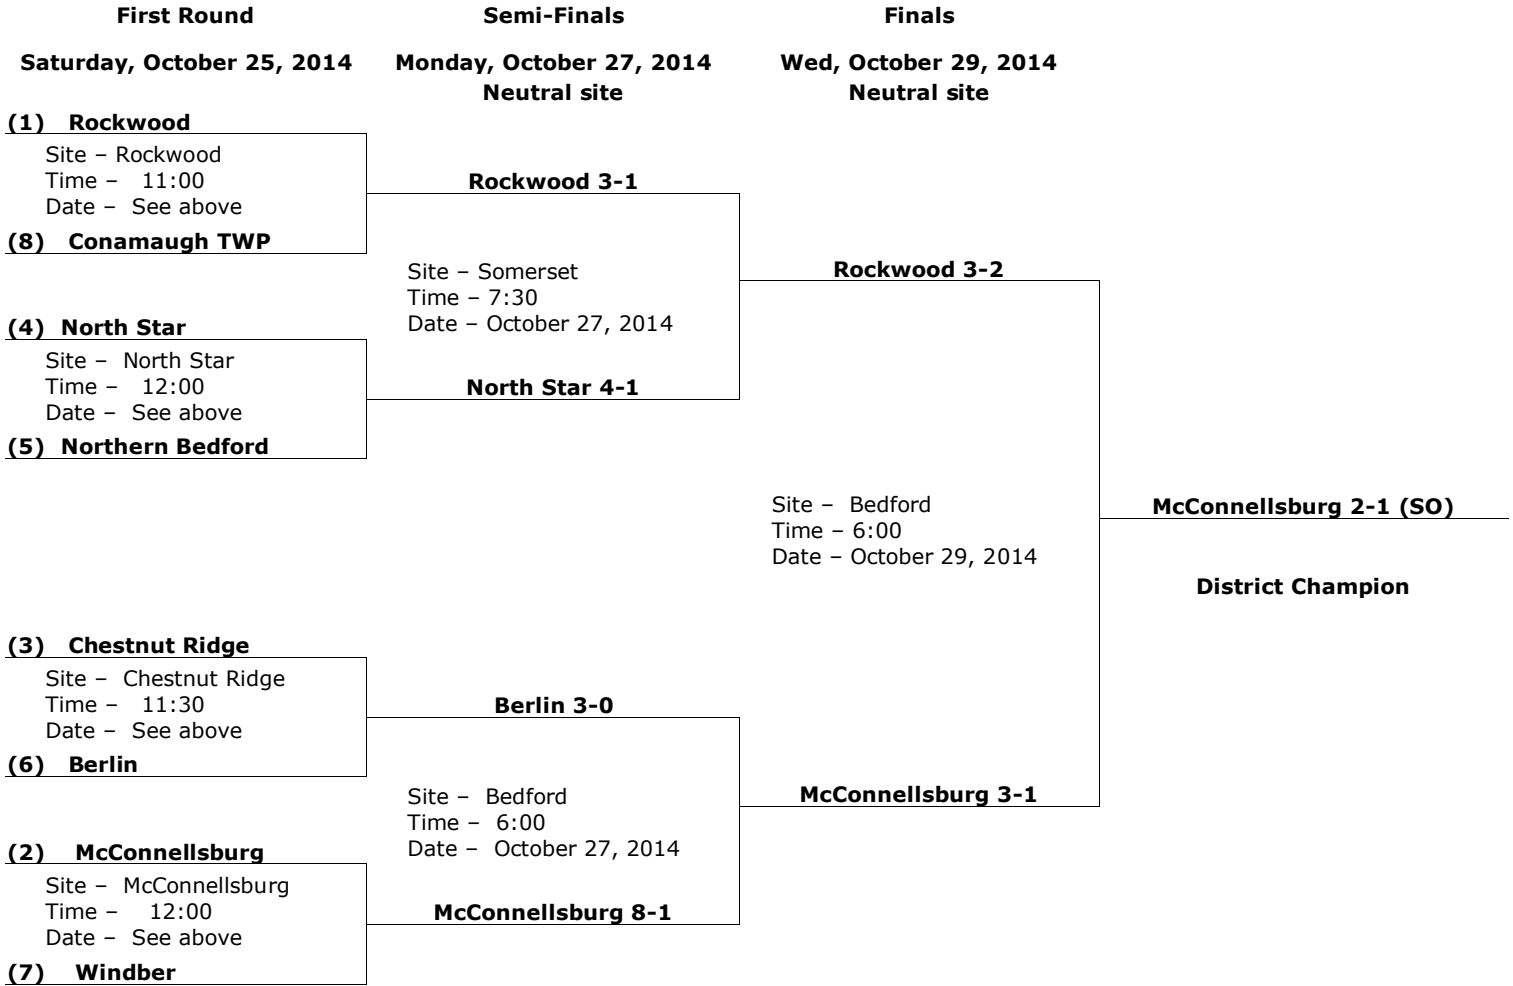 First Round
Semi-Finals
Finals
Saturday, October 25, 2014
Monday, October 27, 2014
Neutral site
Wed, October 29, 2014
Neutral site
(1) Rockwood
Site – Rockwood
Time – 11:00
Date – See above
(8) Conamaugh TWP
(4) North Star
Site – North Star
Time – 12:00
Date – See above
(5) Northern Bedford
(3) Chestnut Ridge
Site – Chestnut Ridge
Time – 11:30
Date – See above
(6) Berlin
(2) McConnellsburg
Site – McConnellsburg
Time – 12:00
Date – See above
(7) Windber
Rockwood 3-1
Site – Somerset
Time – 7:30
Date – October 27, 2014
North Star 4-1
Berlin 3-0
Site – Bedford
Time – 6:00
Date – October 27, 2014
McConnellsburg 8-1
Rockwood 3-2
Site – Bedford
Time – 6:00
Date – October 29, 2014
McConnellsburg 3-1
McConnellsburg 2-1 (SO)
District Champion